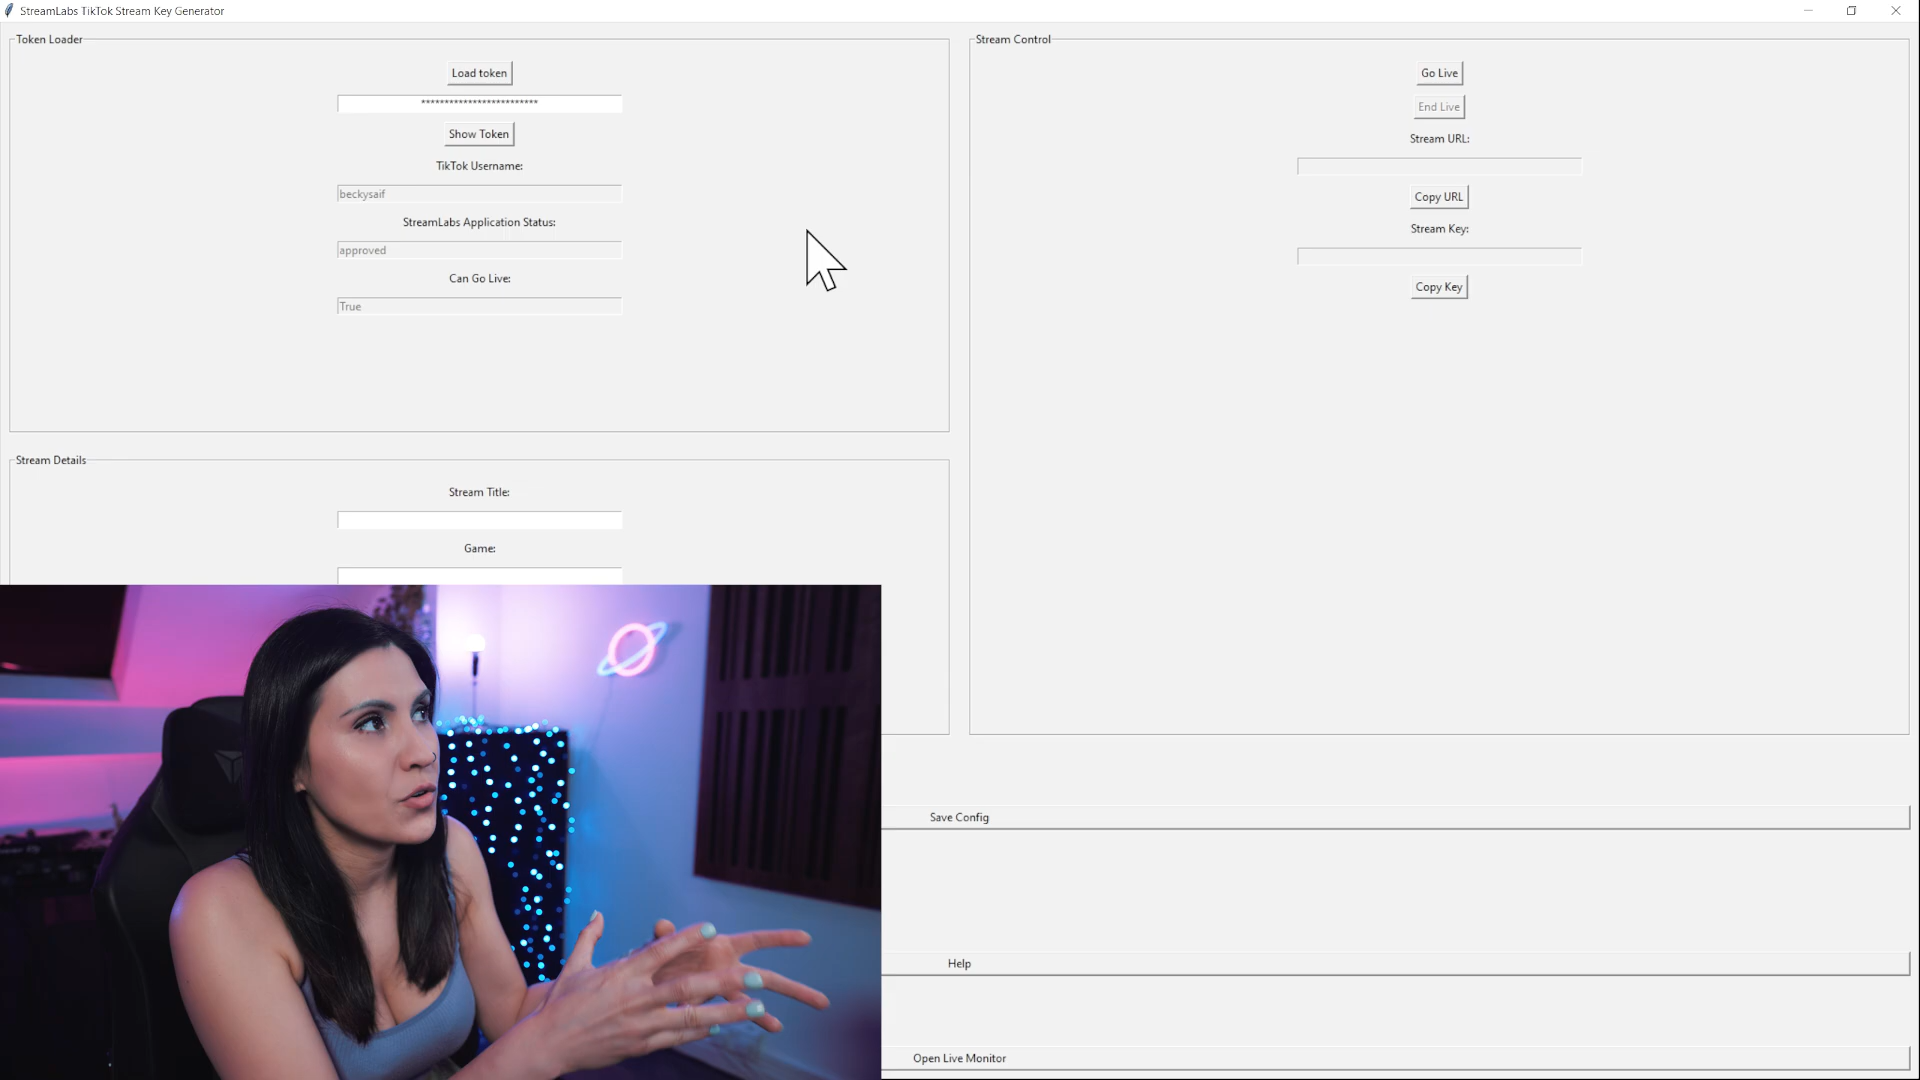 StreamLabs TikTok Stream Key Generator
Token Loader
Load token
*************************
Show Token
TikTok Username:
beckysaif
StreamLabs Application Status:
approved
Can Go Live:
True
Stream Details
Stream Title:
Game:
Stream Control
Go Live
End Live
Stream URL:
Copy URL
Stream Key:
Copy Key
Save Config
Help
Open Live Monitor